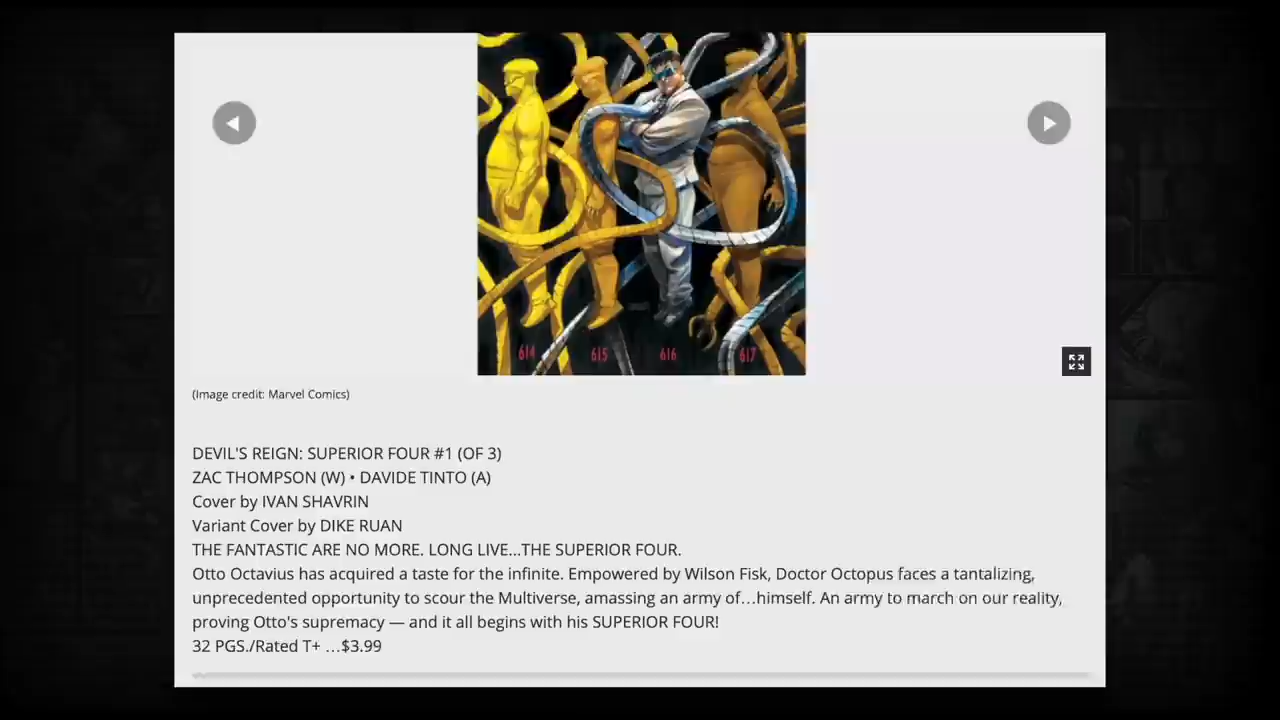 614 615 616 617
(Image credit: Marvel Comics)
DEVIL'S REIGN: SUPERIOR FOUR #1 (OF 3)
ZAC THOMPSON (W) • DAVIDE TINTO (A)
Cover by IVAN SHAVRIN
Variant Cover by DIKE RUAN
THE FANTASTIC ARE NO MORE. LONG LIVE...THE SUPERIOR FOUR.
Otto Octavius has acquired a taste for the infinite. Empowered by Wilson Fisk, Doctor Octopus faces a tantalizing,
unprecedented opportunity to scour the Multiverse, amassing an army of…himself. An army to march on our reality,
proving Otto's supremacy — and it all begins with his SUPERIOR FOUR!
32 PGS./Rated T+ …$3.99